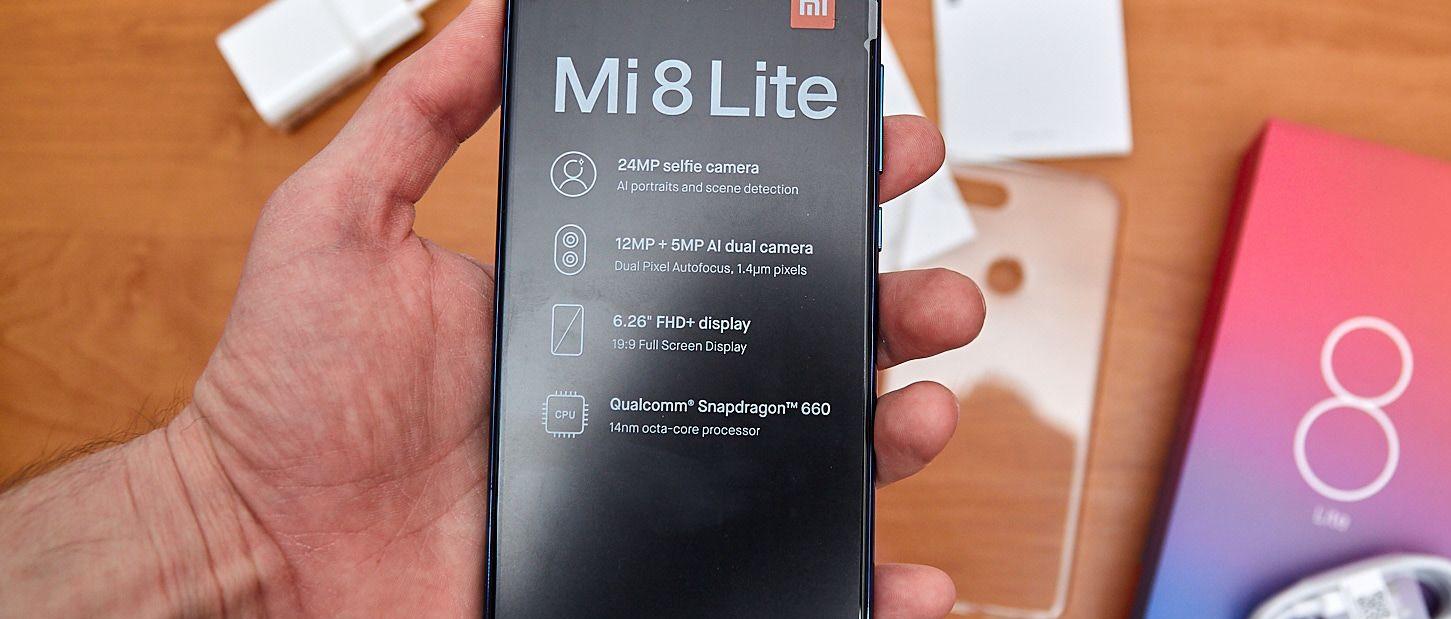 mi
Mi 8 Lite
24MP selfie camera
AI portraits and scene detection
12MP + 5MP AI dual camera
Dual Pixel Autofocus, 1.4μm pixels
6.26" FHD+ display
19:9 Full Screen Display
CPU
Qualcomm® Snapdragon™ 660
14nm octa-core processor
8
Lite